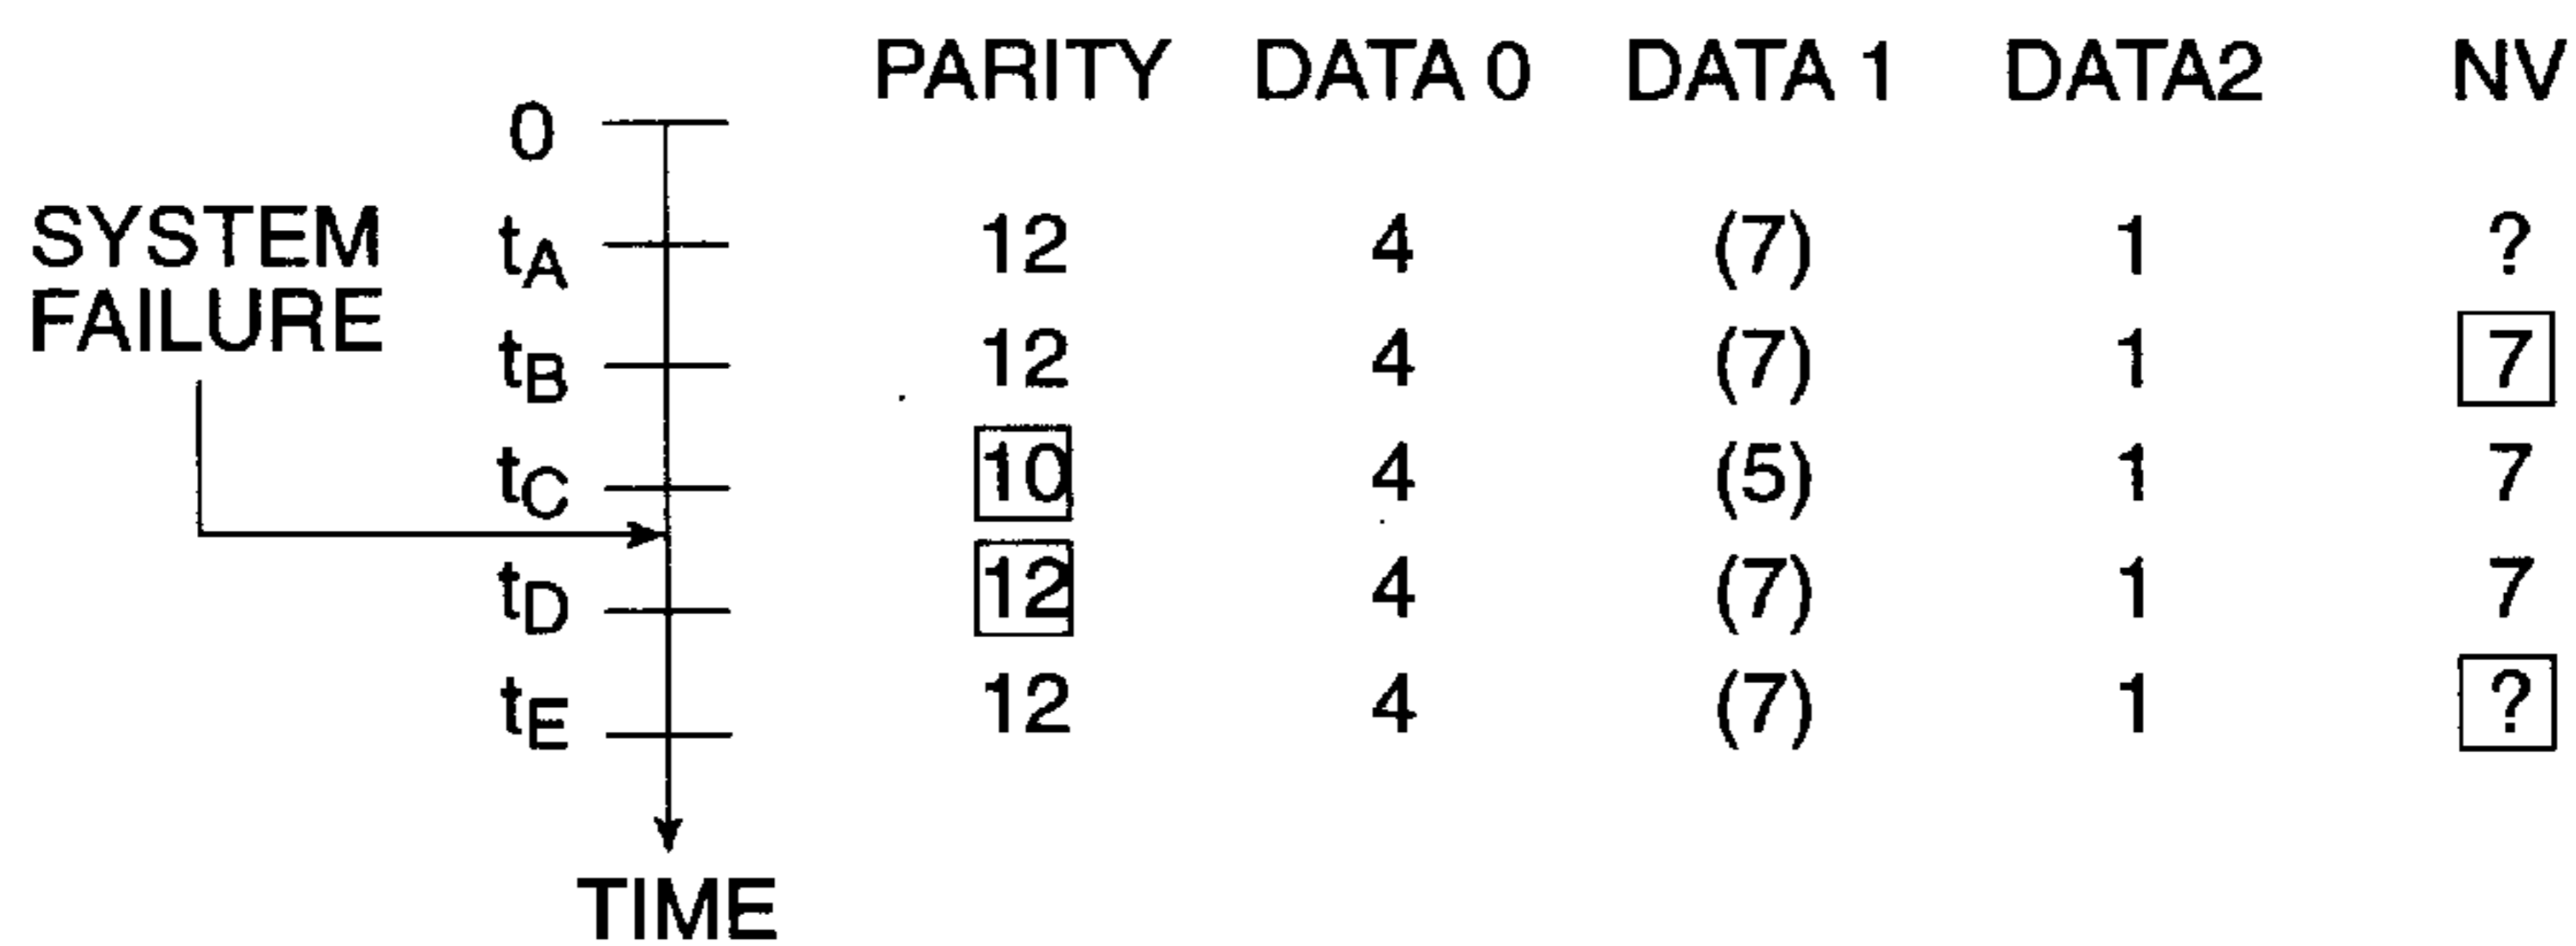 PARITY DATA 0 DATA 1 DATA2 NV
0
SYSTEM FAILURE
tA 12 4 (7) 1 ?
tB 12 4 (7) 1 7
tC 10 4 (5) 1 7
tD 12 4 (7) 1 7
tE 12 4 (7) 1 ?
TIME